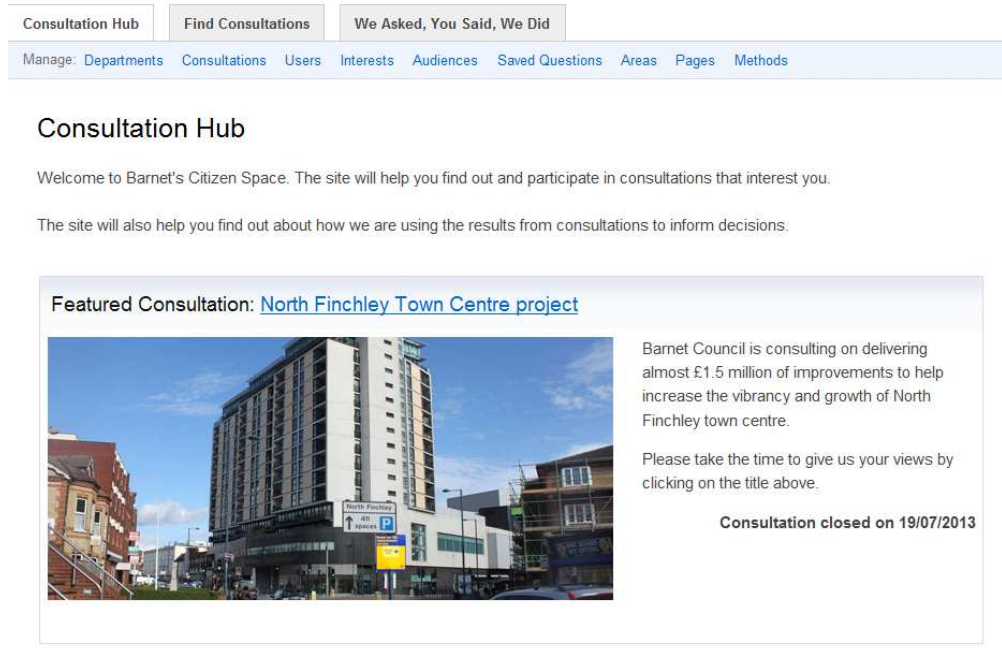 Consultation Hub Find Consultations We Asked, You Said, We Did
Manage: Departments Consultations Users Interests Audiences Saved Questions Areas Pages Methods
Consultation Hub
Welcome to Barnet's Citizen Space. The site will help you find out and participate in consultations that interest you.
The site will also help you find out about how we are using the results from consultations to inform decisions.
Featured Consultation: North Finchley Town Centre project
Barnet Council is consulting on delivering
almost £1.5 million of improvements to help
increase the vibrancy and growth of North
Finchley town centre.
Please take the time to give us your views by
clicking on the title above.
Consultation closed on 19/07/2013
North Finchley
411
spaces P